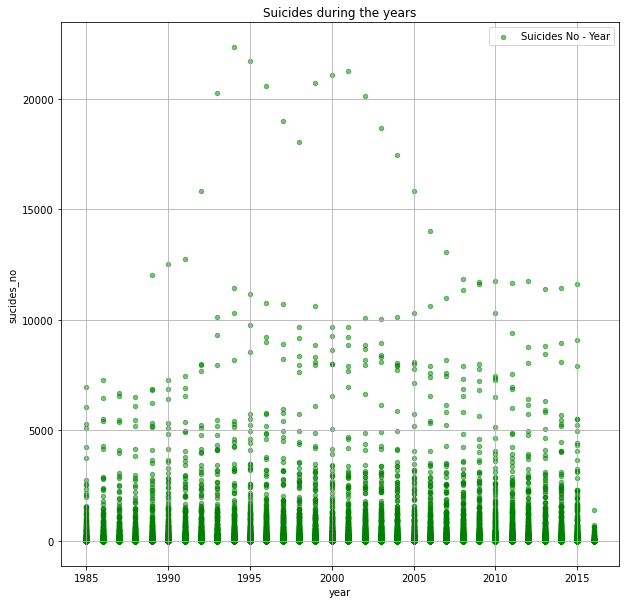 Suicides during the years
Suicides No - Year
20000
15000
10000
5000
0
sucides_no
1985 1990 1995 2000 2005 2010 2015
year